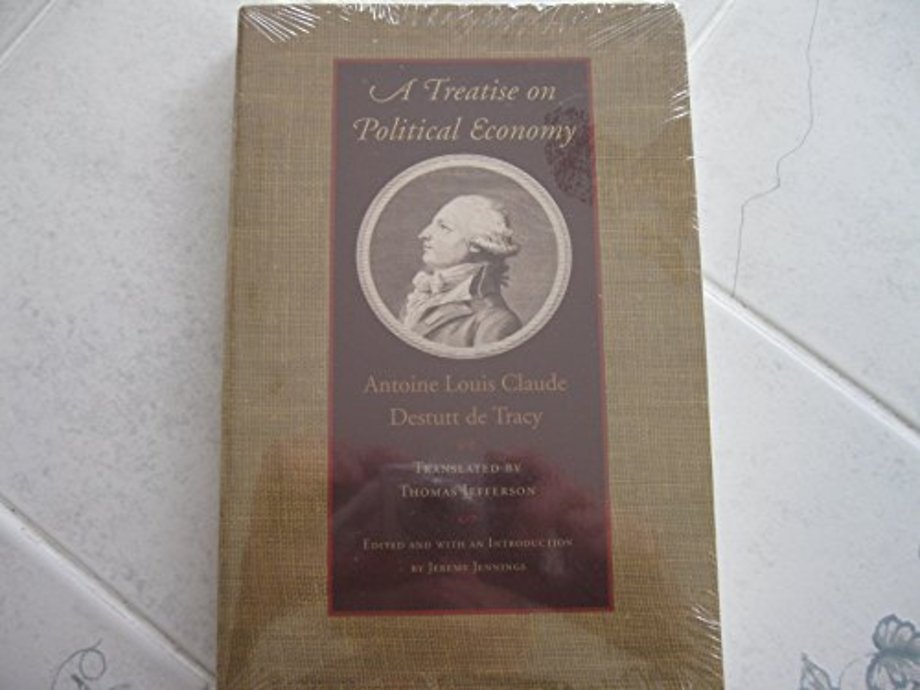 A Treatise on
Political Economy
Antoine Louis Claude
Destutt de Tracy
Translated by
Thomas Jefferson
Edited and with an Introduction
by Jeremy Jennings